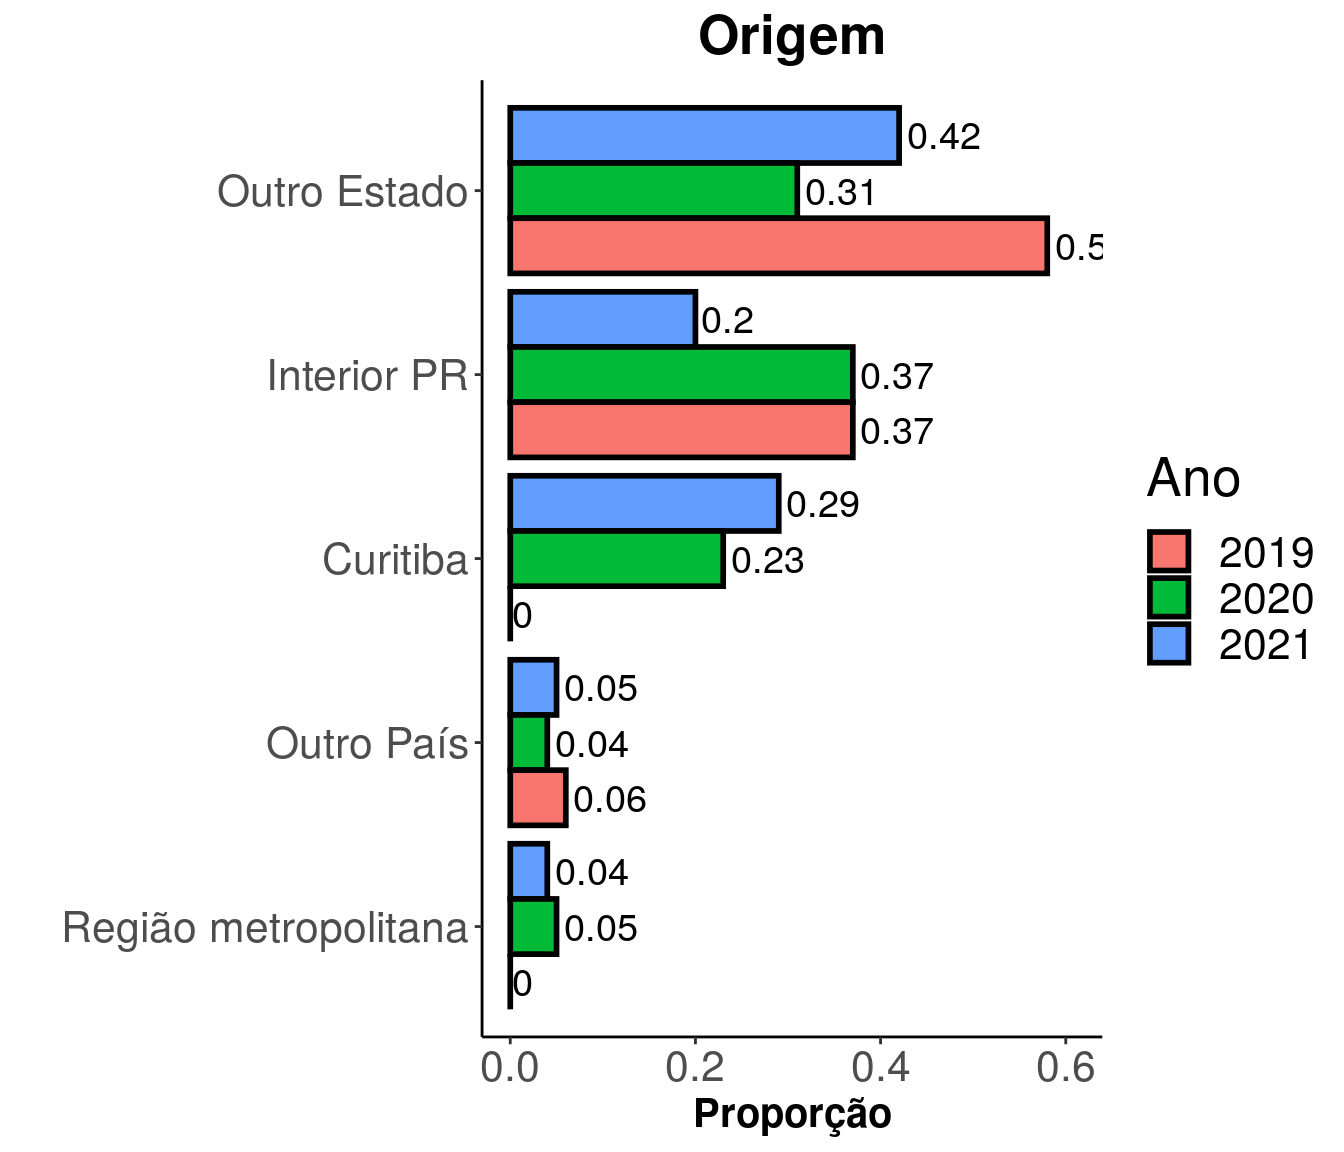 Origem
Outro Estado
0.42
0.31
0.5
Interior PR
0.2
0.37
0.37
Curitiba
0.29
0.23
0
Outro País
0.05
0.04
0.06
Região metropolitana
0.04
0.05
0
0.0 0.2 0.4 0.6
Proporção
Ano
2019
2020
2021